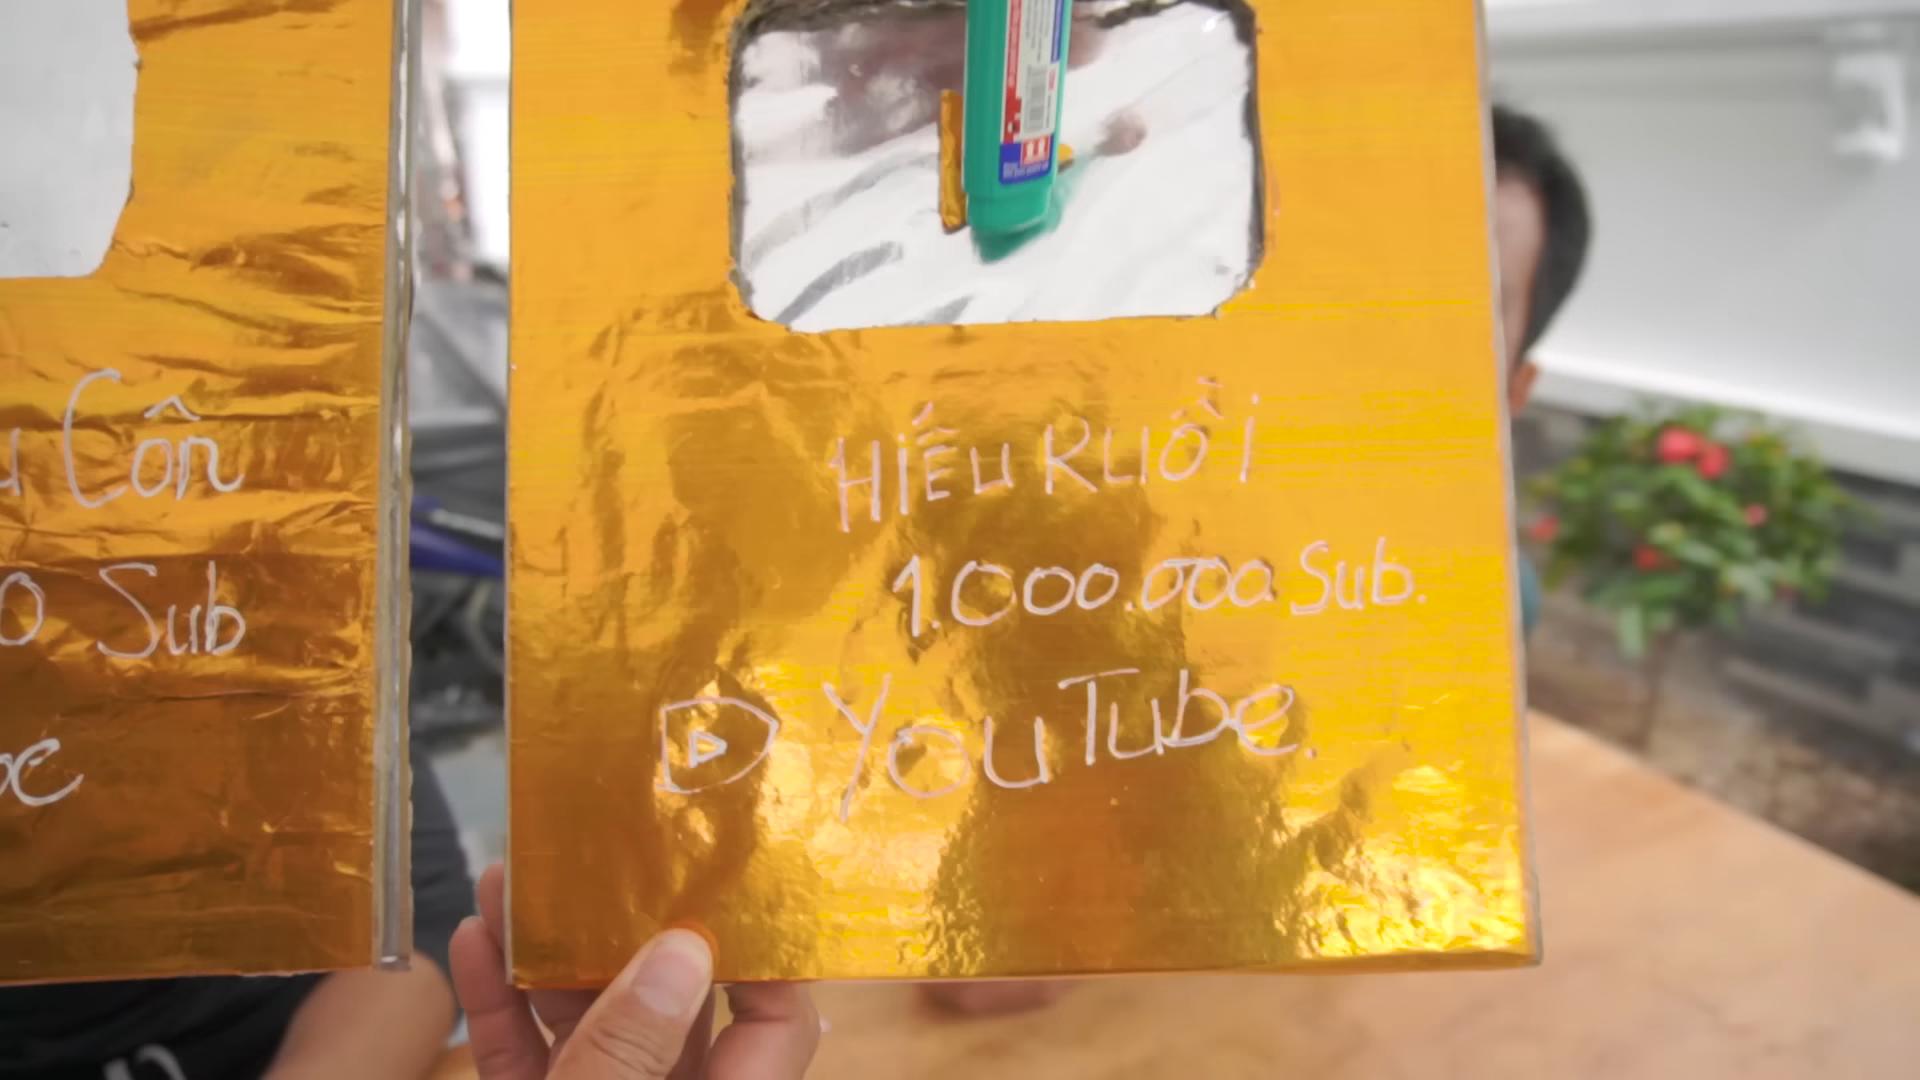 Côn
Sub
HIẾU RUỒI
1.000.000 Sub.
YouTube.